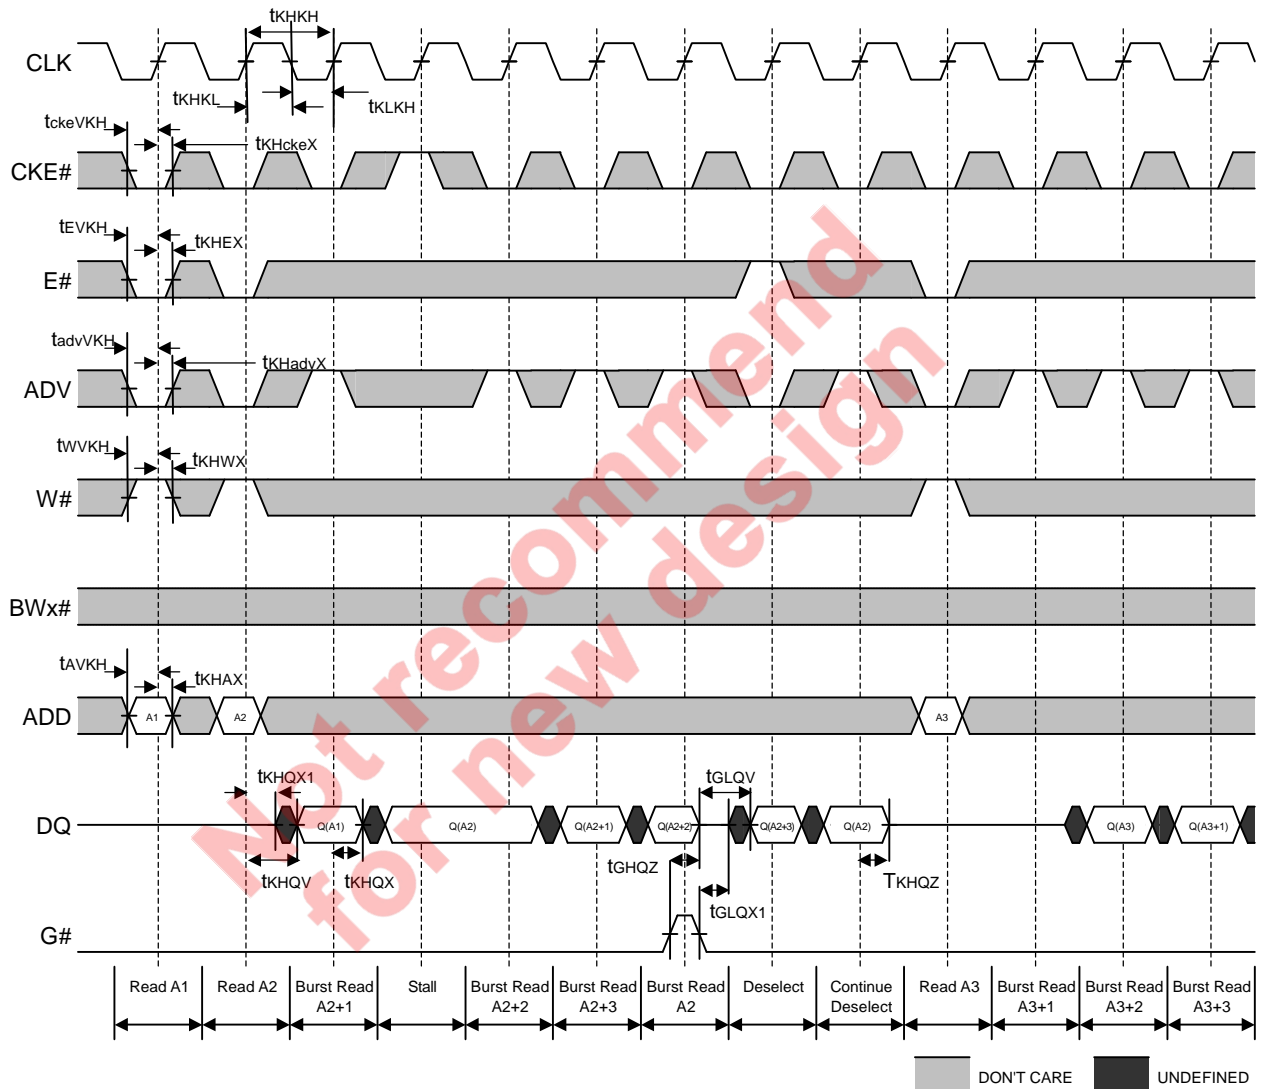 tKHKH
CLK
tKHKL
tKLKH
tckeVKH
tKHckeX
CKE#
tEVKH
tKHEX
E#
tadvVKH
tKHadvX
ADV
tWVKH
tKHWX
W#
BWx#
tAVKH
tKHAX
ADD
A1
A2
A3
tKHQX1
tGLQV
DQ
Q(A1)
Q(A2)
Q(A2+1)
Q(A2+2)
Q(A2+3)
Q(A2)
Q(A3)
Q(A3+1)
tKHQV
tKHQX
tGHQZ
TKHQZ
tGLQX1
G#
Read A1
Read A2
Burst Read
A2+1
Stall
Burst Read
A2+2
Burst Read
A2+3
Burst Read
A2
Deselect
Continue
Deselect
Read A3
Burst Read
A3+1
Burst Read
A3+2
Burst Read
A3+3
DON'T CARE
UNDEFINED
Not recommend
for new design